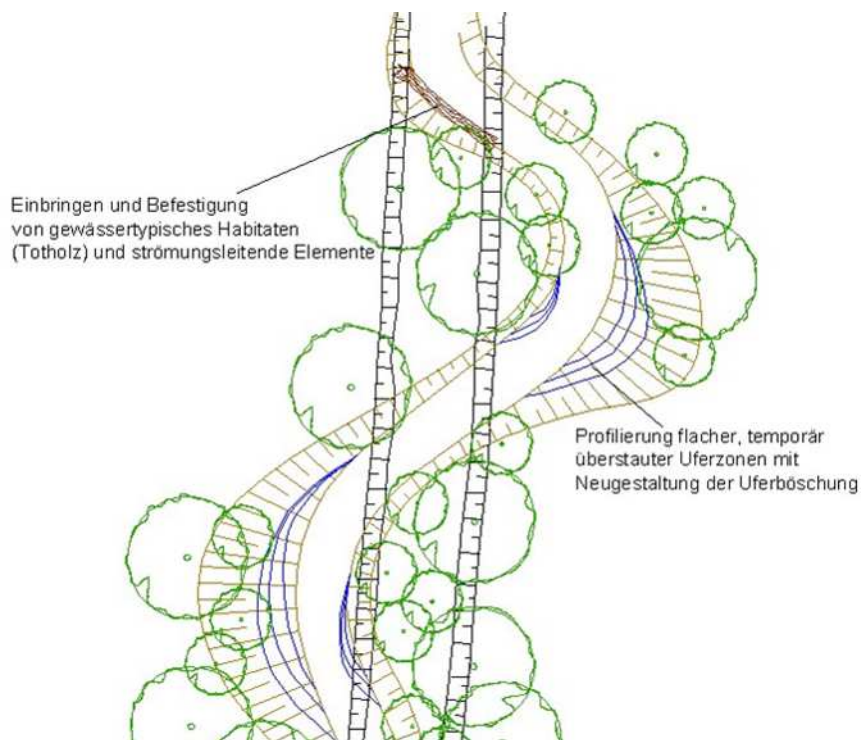 Einbringen und Befestigung
von gewässertypisches Habitaten
(Totholz) und strömungsleitende Elemente
Profilierung flacher, temporär
überstauter Uferzonen mit
Neugestaltung der Uferböschung